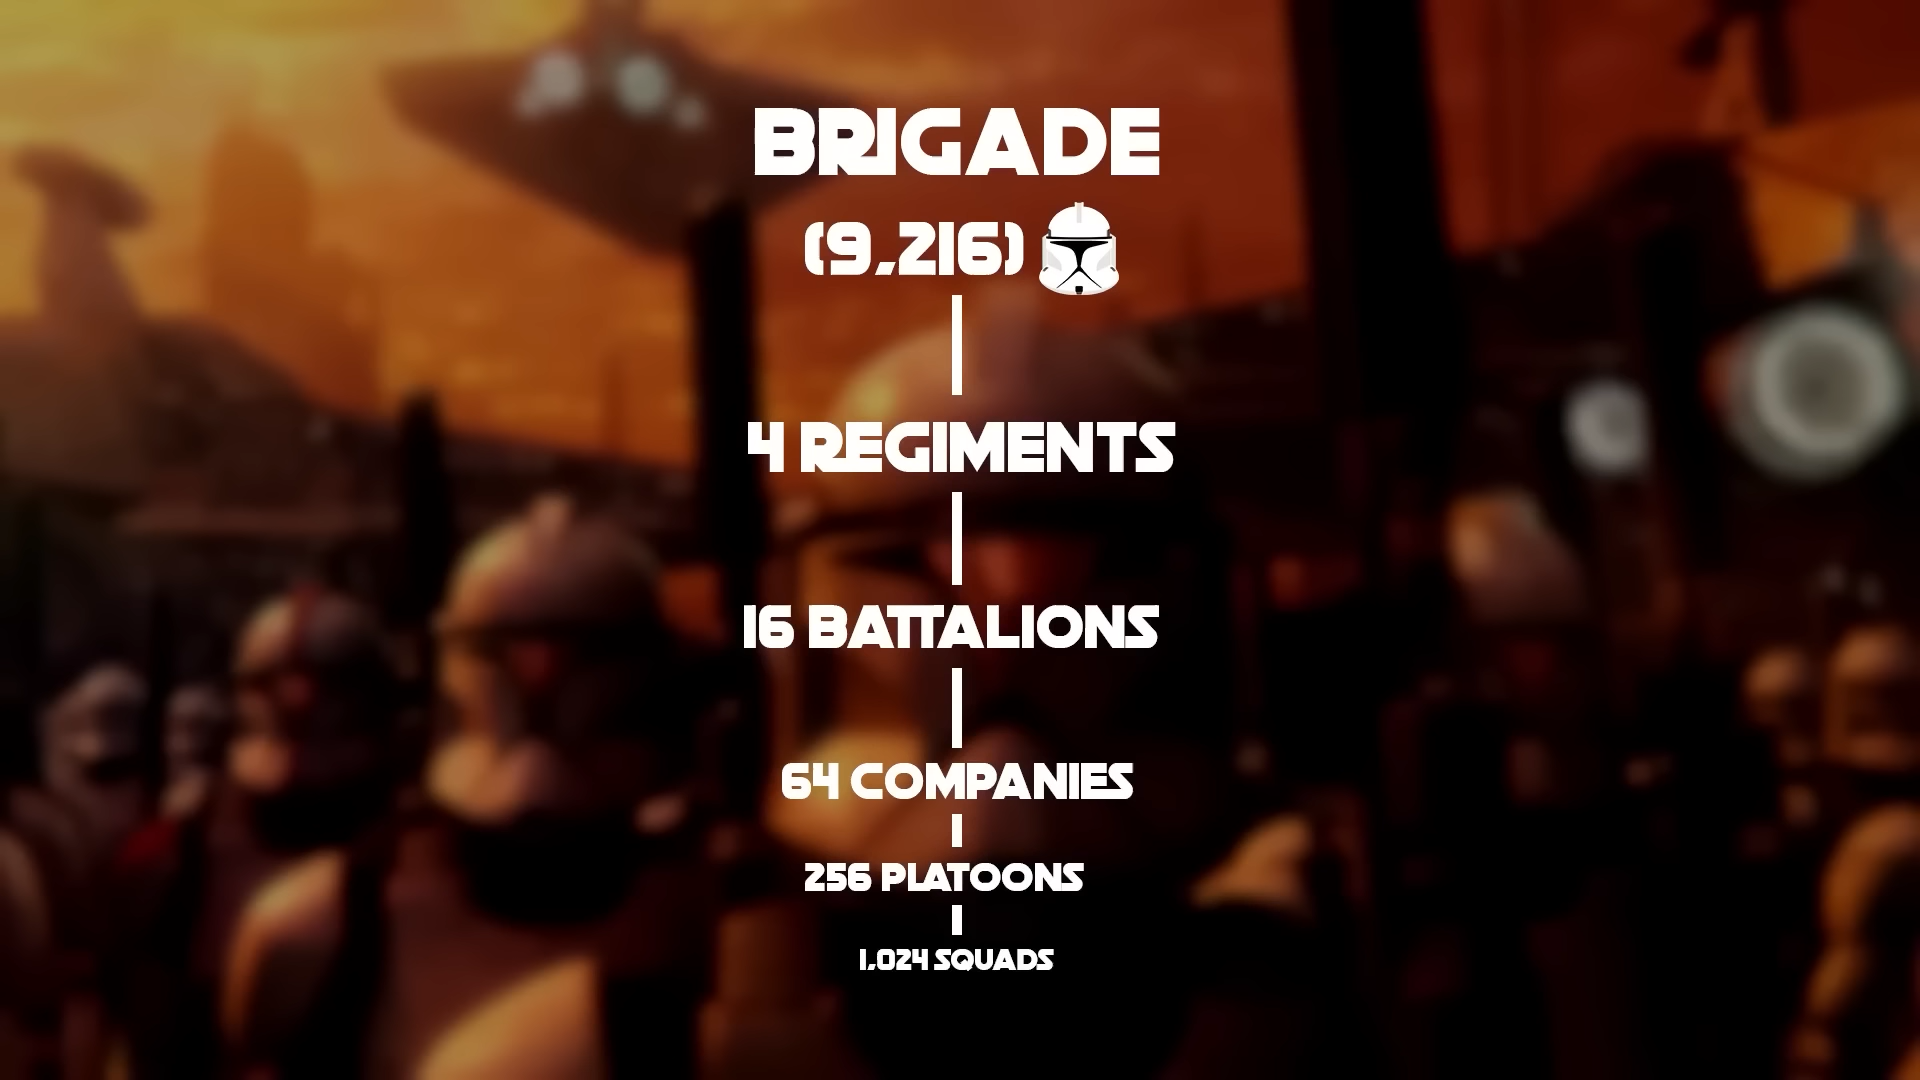 BRIGADE
(9,216)
4 REGIMENTS
16 BATTALIONS
64 COMPANIES
256 PLATOONS
1,024 SQUADS